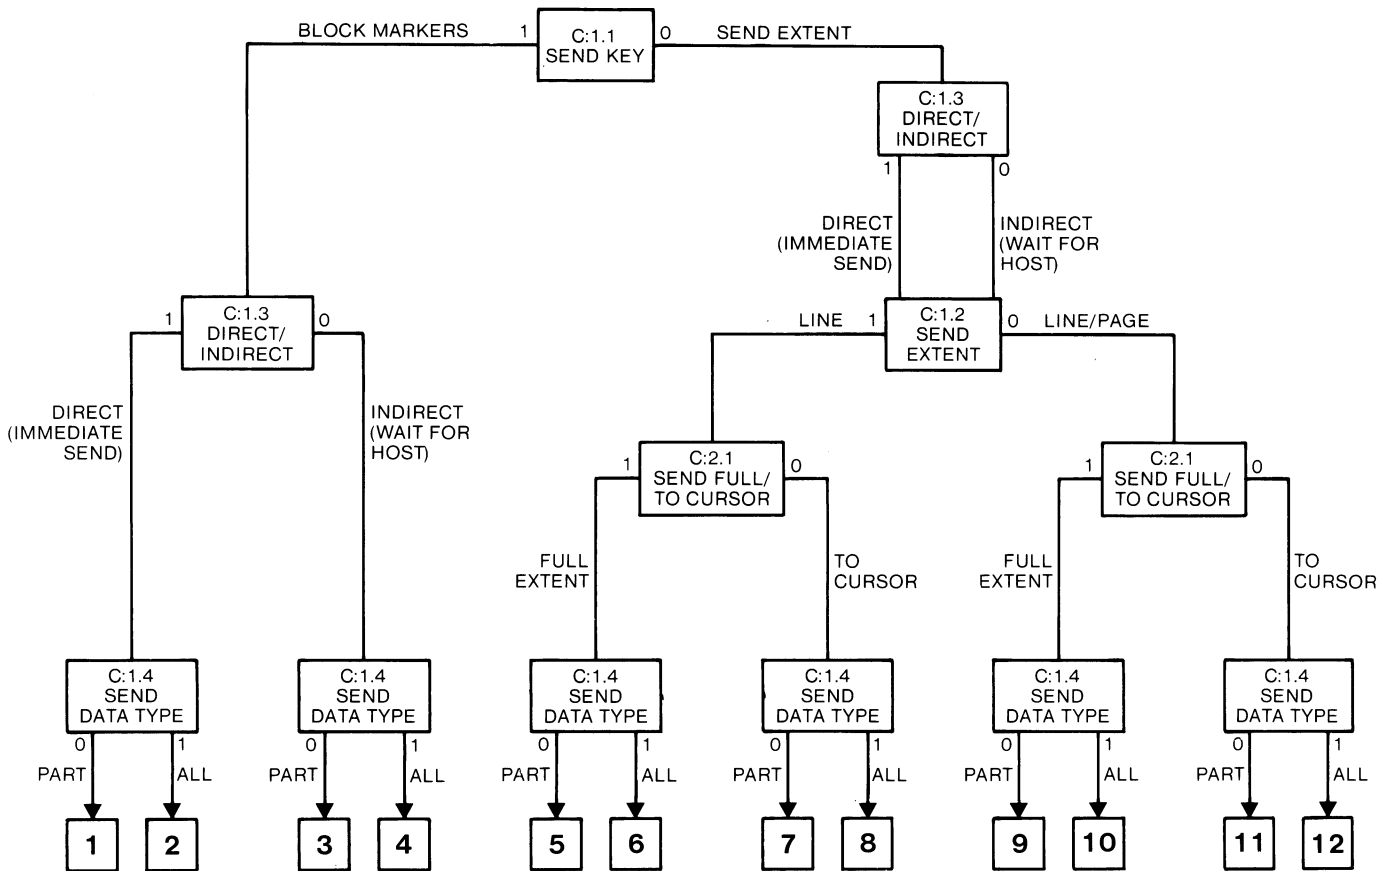 BLOCK MARKERS 1 C:1.1 0 SEND EXTENT
SEND KEY
C:1.3
DIRECT/
INDIRECT
1 0
DIRECT
(IMMEDIATE
SEND)
INDIRECT
(WAIT FOR
HOST)
1 C:1.3 0
DIRECT/
INDIRECT
LINE 1 C:1.2 0 LINE/PAGE
SEND
EXTENT
DIRECT
(IMMEDIATE
SEND)
INDIRECT
(WAIT FOR
HOST)
1 C:2.1 0
SEND FULL/
TO CURSOR
1 C:2.1 0
SEND FULL/
TO CURSOR
FULL
EXTENT
TO
CURSOR
FULL
EXTENT
TO
CURSOR
C:1.4
SEND
DATA TYPE
C:1.4
SEND
DATA TYPE
C:1.4
SEND
DATA TYPE
C:1.4
SEND
DATA TYPE
C:1.4
SEND
DATA TYPE
C:1.4
SEND
DATA TYPE
0 1 0 1 0 1 0 1 0 1 0 1
PART ALL PART ALL PART ALL PART ALL PART ALL PART ALL
1 2 3 4 5 6 7 8 9 10 11 12